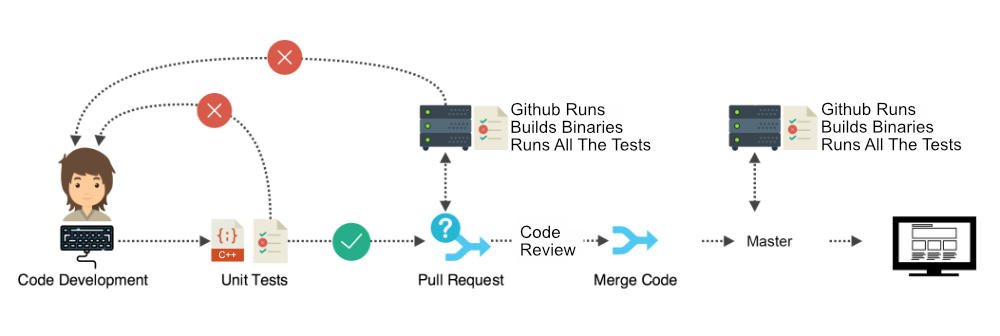 Github Runs
Builds Binaries
Runs All The Tests
Github Runs
Builds Binaries
Runs All The Tests
{;}
C++
?
Code
Review
Master
Code Development
Unit Tests
Pull Request
Merge Code